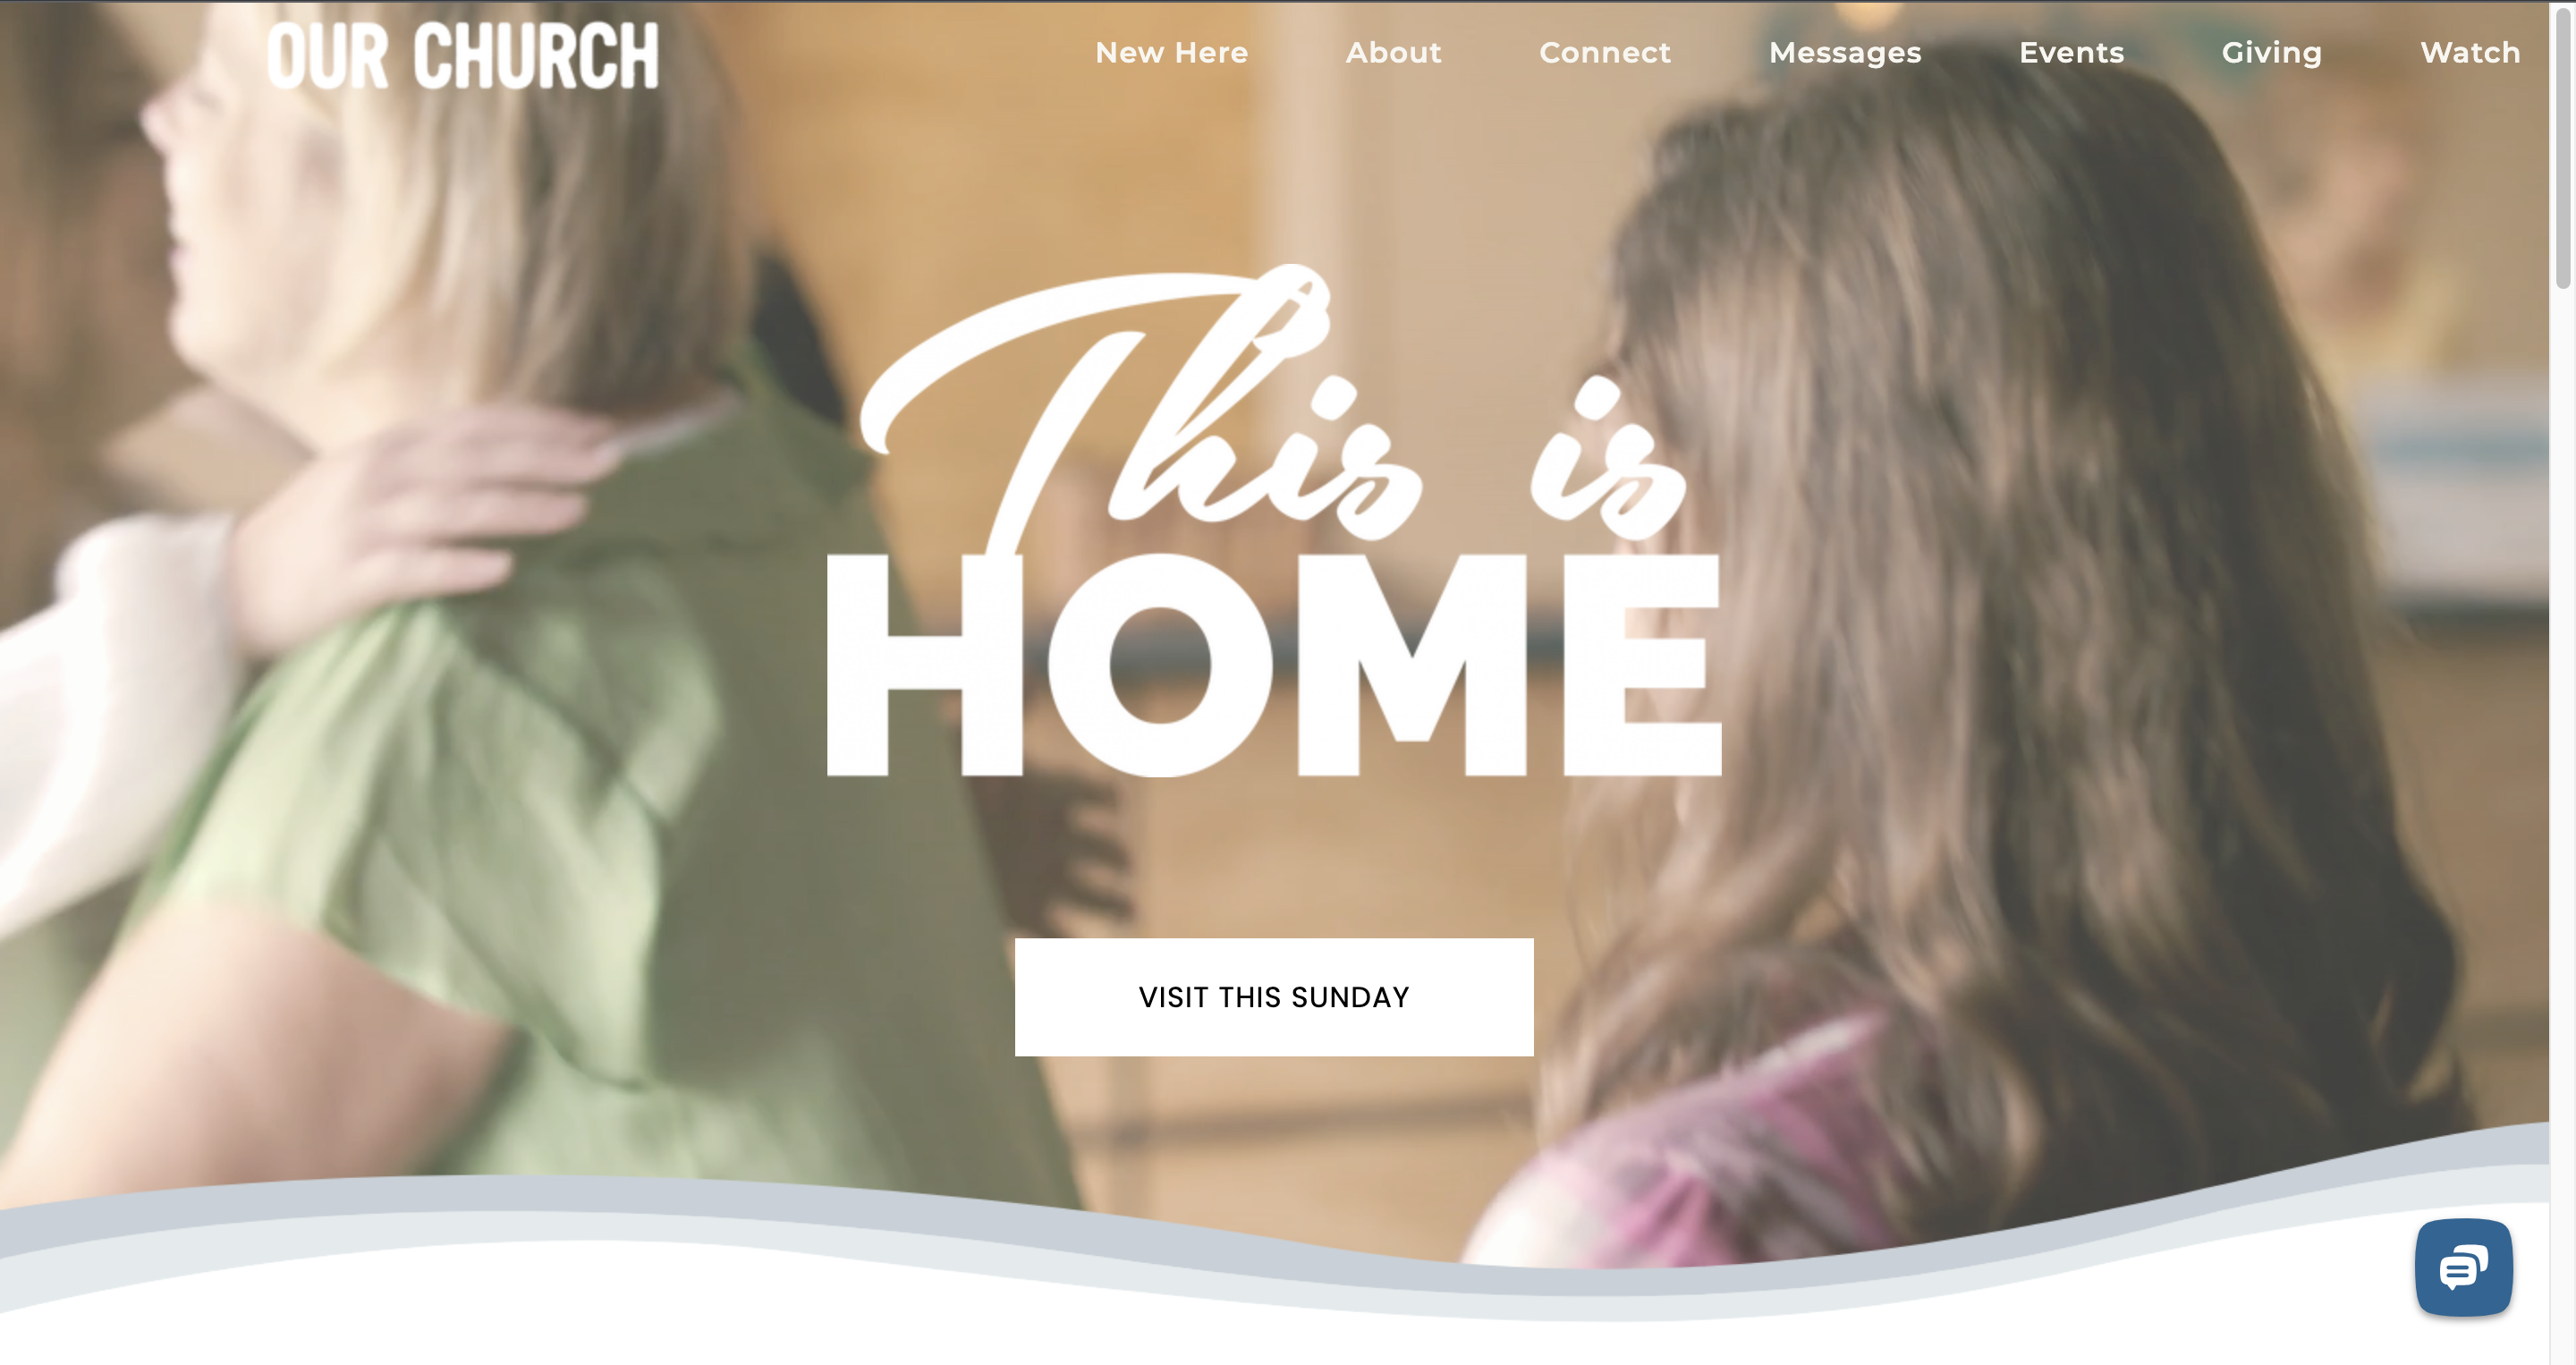 OUR CHURCH
New Here About Connect Messages Events Giving Watch
This is
HOME
VISIT THIS SUNDAY